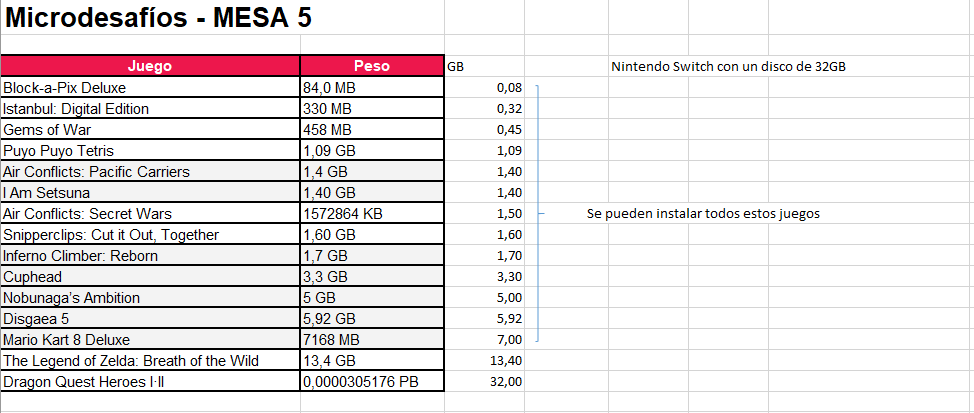 Microdesafíos - MESA 5
Juego Peso GB Nintendo Switch con un disco de 32GB
Block-a-Pix Deluxe 84,0 MB 0,08
Istanbul: Digital Edition 330 MB 0,32
Gems of War 458 MB 0,45
Puyo Puyo Tetris 1,09 GB 1,09
Air Conflicts: Pacific Carriers 1,4 GB 1,40
I Am Setsuna 1,40 GB 1,40
Air Conflicts: Secret Wars 1572864 KB 1,50 Se pueden instalar todos estos juegos
Snipperclips: Cut it Out, Together 1,60 GB 1,60
Inferno Climber: Reborn 1,7 GB 1,70
Cuphead 3,3 GB 3,30
Nobunaga's Ambition 5 GB 5,00
Disgaea 5 5,92 GB 5,92
Mario Kart 8 Deluxe 7168 MB 7,00
The Legend of Zelda: Breath of the Wild 13,4 GB 13,40
Dragon Quest Heroes I·II 0,0000305176 PB 32,00